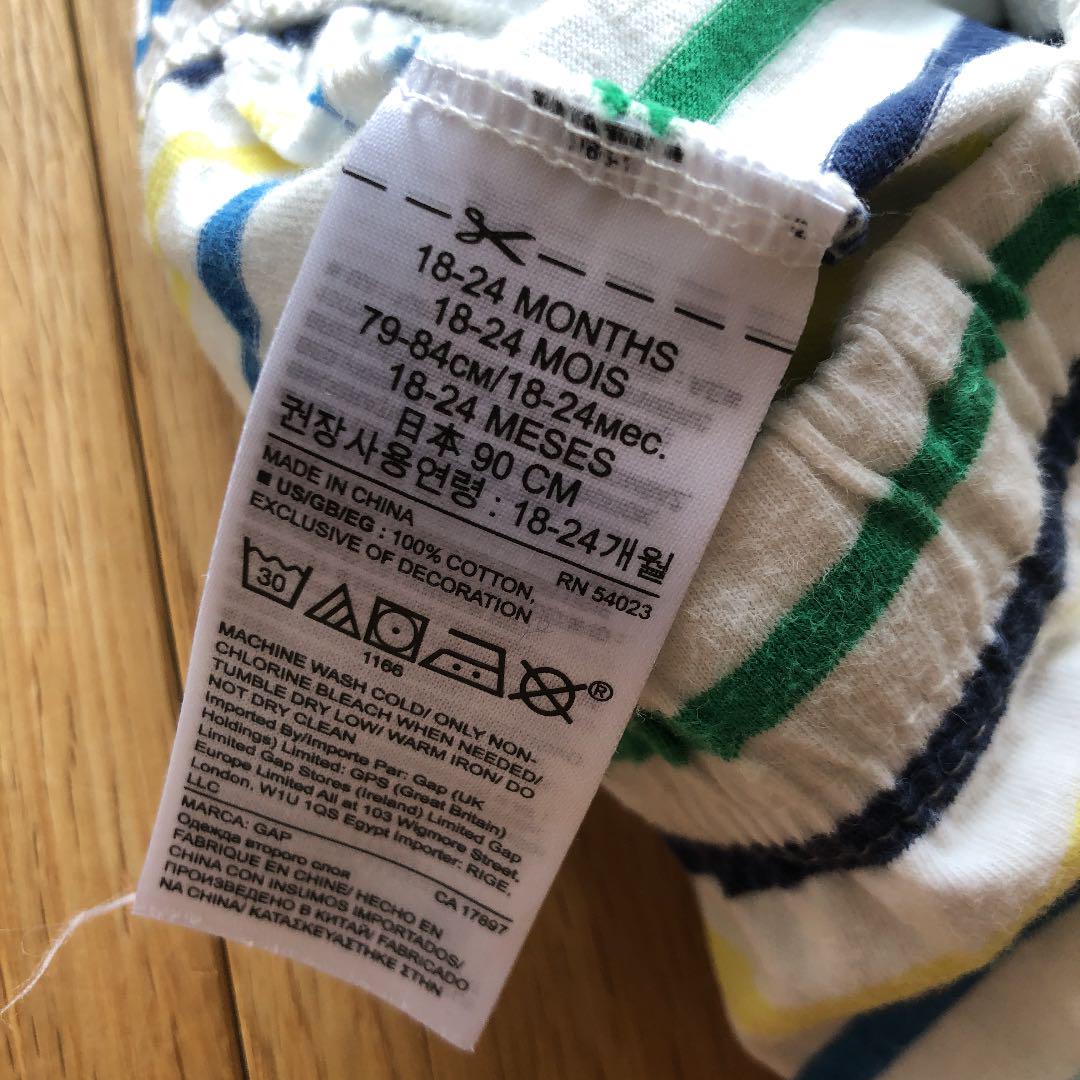 18-24 MONTHS
18-24 MOIS
79-84см/18-24мес.
18-24 MESES
日本 90 CM
권장사용연령 : 18-24개월
MADE IN CHINA
RN 54023
■ US/GB/EG : 100% COTTON,
EXCLUSIVE OF DECORATION
30
1166
®
MACHINE WASH COLD/ ONLY NON-
CHLORINE BLEACH WHEN NEEDED/
TUMBLE DRY LOW/ WARM IRON/ DO
NOT DRY CLEAN
Imported By/Importe Par: Gap (UK
Holdings) Limited: GPS (Great Britain)
Limited Gap Stores (Ireland) Limited Gap
Europe Limited All at 103 Wigmore Street.
London, W1U 1QS Egypt Importer: RIGE.
LLC
MARCA: GAP
CA 17897
Одежда второго слоя
FABRIQUE EN CHINE/ HECHO EN
CHINA CON INSUMOS IMPORTADOS/
ПРОИЗВЕДЕНО В КИТАЙ/ FABRICADO
NA CHINA/ ΚΑΤΑΣΚΕΥΑΣΤΗΚΕ ΣΤΗΝ